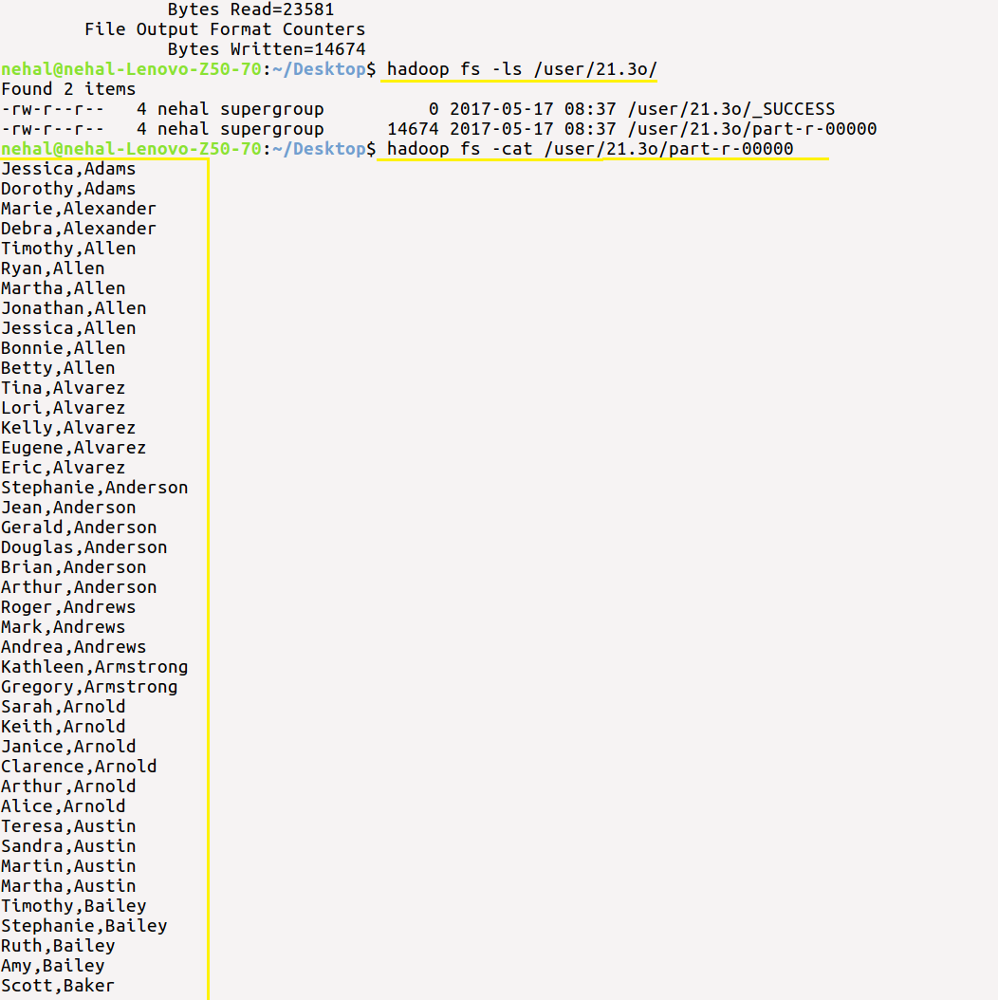 Bytes Read=23581
File Output Format Counters
Bytes Written=14674
nehal@nehal-Lenovo-Z50-70:~/Desktop$ hadoop fs -ls /user/21.3o/
Found 2 items
-rw-r--r--   4 nehal supergroup          0 2017-05-17 08:37 /user/21.3o/_SUCCESS
-rw-r--r--   4 nehal supergroup      14674 2017-05-17 08:37 /user/21.3o/part-r-00000
nehal@nehal-Lenovo-Z50-70:~/Desktop$ hadoop fs -cat /user/21.3o/part-r-00000
Jessica,Adams
Dorothy,Adams
Marie,Alexander
Debra,Alexander
Timothy,Allen
Ryan,Allen
Martha,Allen
Jonathan,Allen
Jessica,Allen
Bonnie,Allen
Betty,Allen
Tina,Alvarez
Lori,Alvarez
Kelly,Alvarez
Eugene,Alvarez
Eric,Alvarez
Stephanie,Anderson
Jean,Anderson
Gerald,Anderson
Douglas,Anderson
Brian,Anderson
Arthur,Anderson
Roger,Andrews
Mark,Andrews
Andrea,Andrews
Kathleen,Armstrong
Gregory,Armstrong
Sarah,Arnold
Keith,Arnold
Janice,Arnold
Clarence,Arnold
Arthur,Arnold
Alice,Arnold
Teresa,Austin
Sandra,Austin
Martin,Austin
Martha,Austin
Timothy,Bailey
Stephanie,Bailey
Ruth,Bailey
Amy,Bailey
Scott,Baker